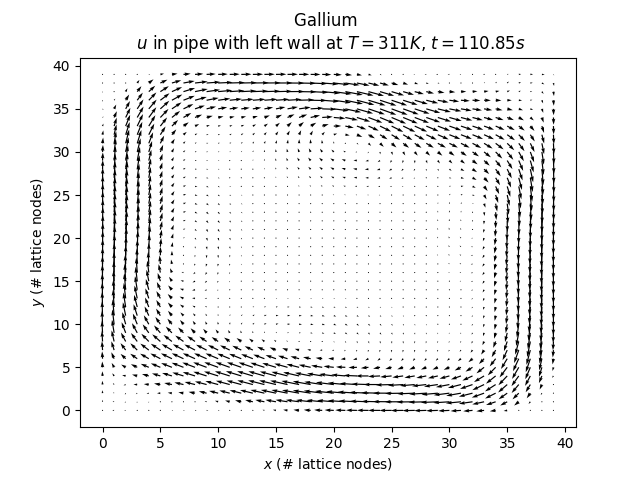 Gallium
u in pipe with left wall at T = 311K, t = 110.85s
40
35
30
25
20
15
10
5
0
y (# lattice nodes)
0 5 10 15 20 25 30 35 40
x (# lattice nodes)